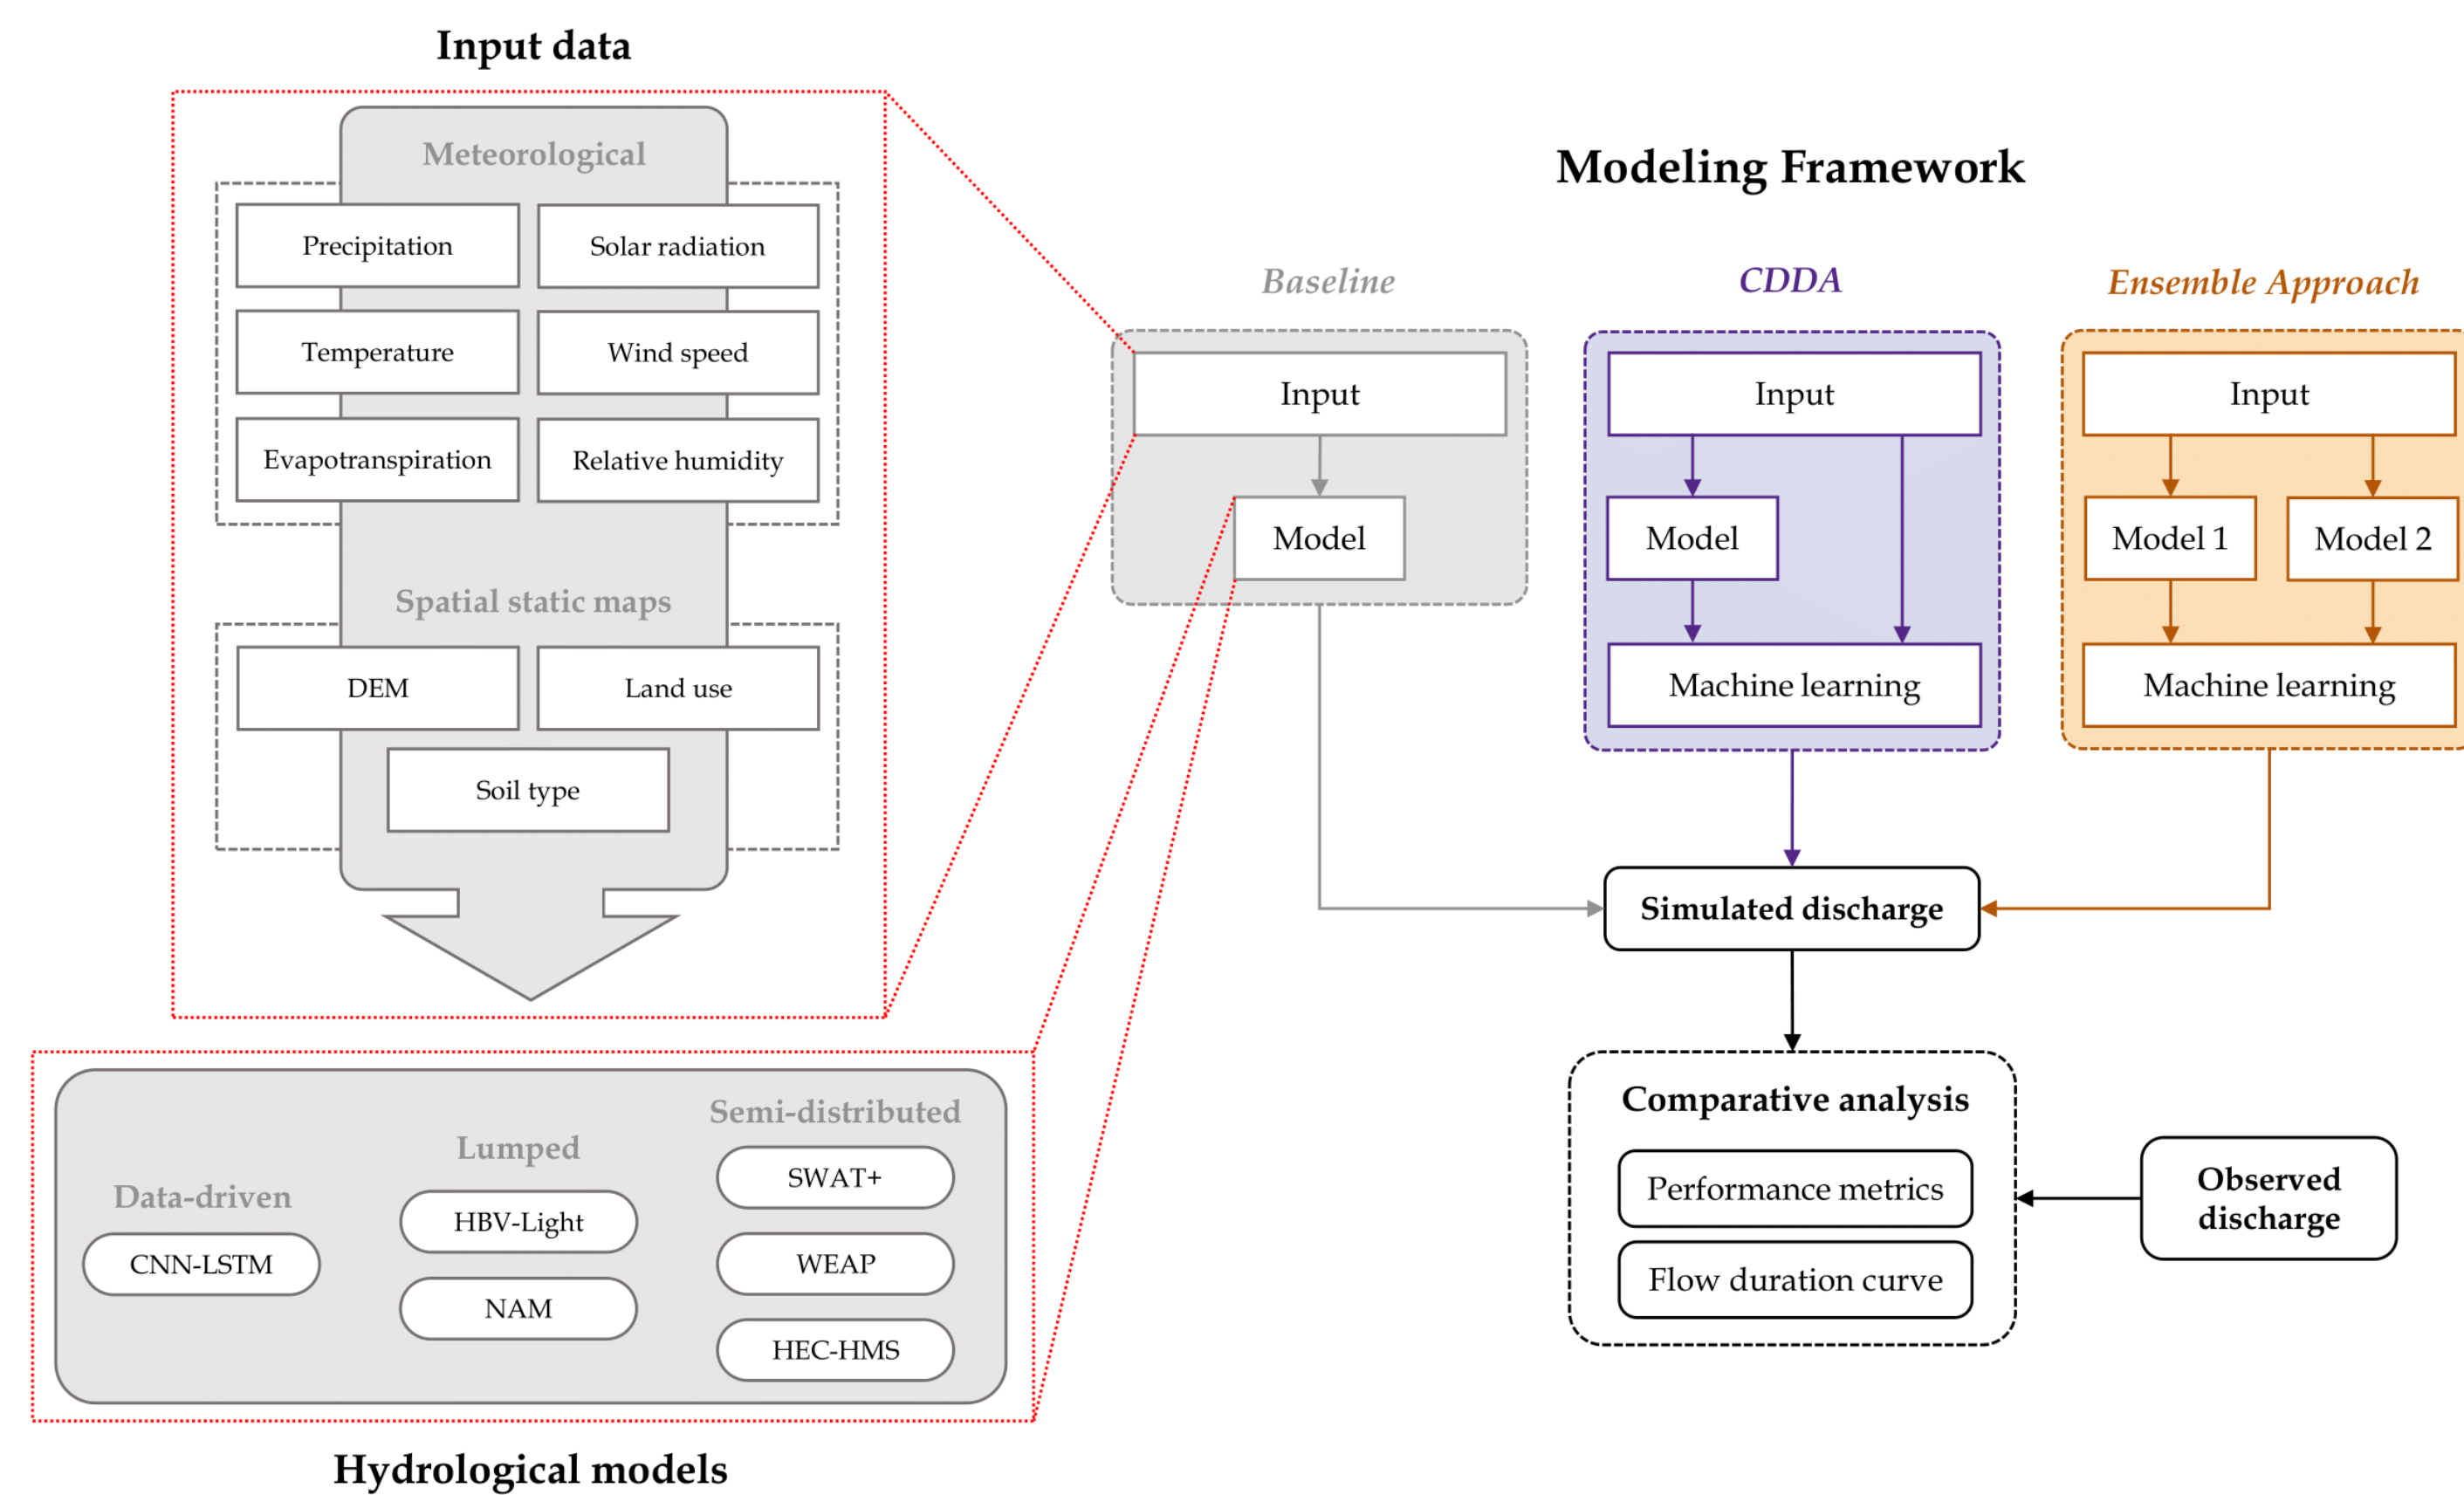 Input data
Meteorological
Precipitation
Solar radiation
Temperature
Wind speed
Evapotranspiration
Relative humidity
Spatial static maps
DEM
Land use
Soil type
Data-driven
CNN-LSTM
Lumped
HBV-Light
NAM
Semi-distributed
SWAT+
WEAP
HEC-HMS
Hydrological models
Modeling Framework
Baseline
Input
Model
CDDA
Input
Model
Machine learning
Ensemble Approach
Input
Model 1
Model 2
Machine learning
Simulated discharge
Comparative analysis
Performance metrics
Flow duration curve
Observed
discharge